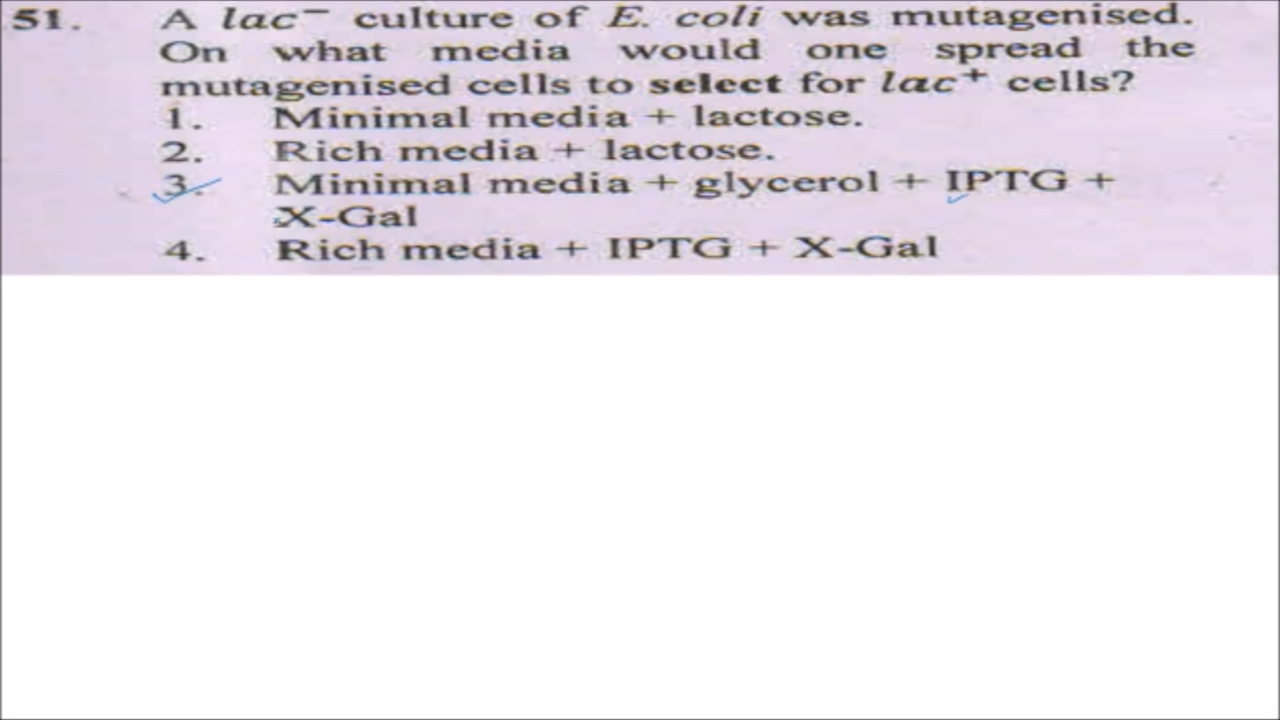 51. A lac⁻ culture of E. coli was mutagenised.
On what media would one spread the
mutagenised cells to select for lac⁺ cells?
1. Minimal media + lactose.
2. Rich media + lactose.
3. Minimal media + glycerol + IPTG +
X-Gal
4. Rich media + IPTG + X-Gal